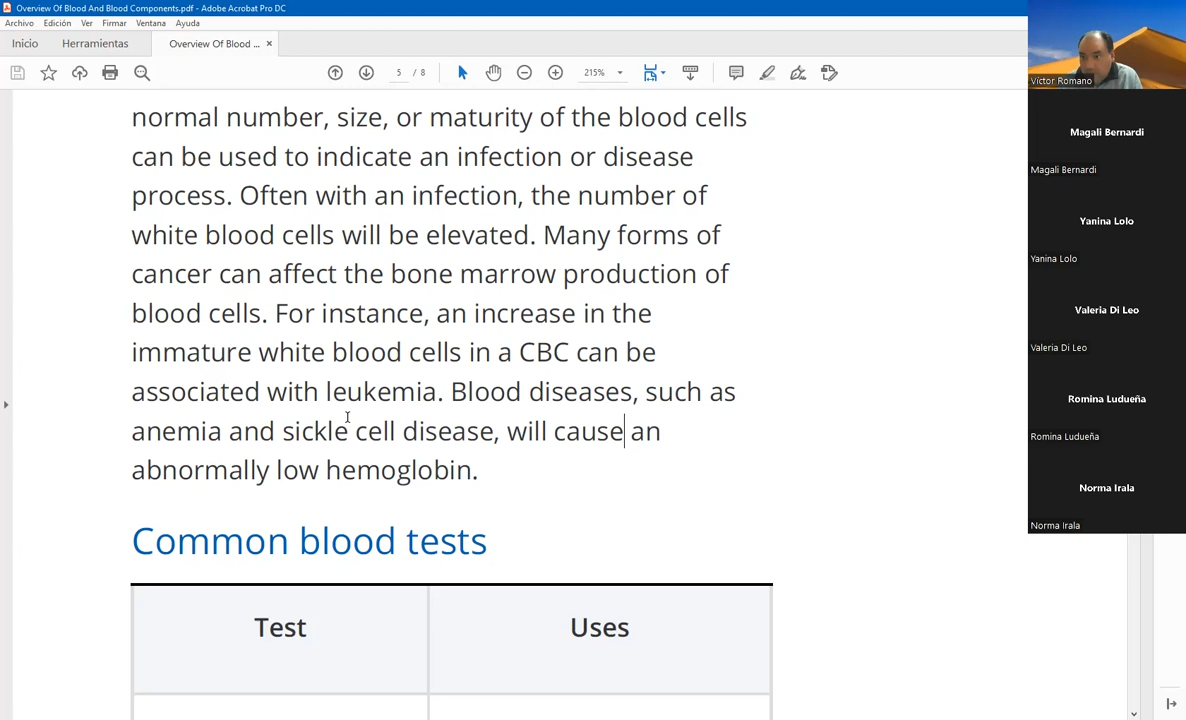 Overview Of Blood And Blood Components.pdf - Adobe Acrobat Pro DC
Archivo Edición Ver Firmar Ventana Ayuda
Inicio Herramientas Overview Of Blood ... ×
5 / 8 215%
normal number, size, or maturity of the blood cells
can be used to indicate an infection or disease
process. Often with an infection, the number of
white blood cells will be elevated. Many forms of
cancer can affect the bone marrow production of
blood cells. For instance, an increase in the
immature white blood cells in a CBC can be
associated with leukemia. Blood diseases, such as
anemia and sickle cell disease, will cause an
abnormally low hemoglobin.
Common blood tests
Test Uses
Víctor Romano
Magali Bernardi
Magali Bernardi
Yanina Lolo
Yanina Lolo
Valeria Di Leo
Valeria Di Leo
Romina Ludueña
Romina Ludueña
Norma Irala
Norma Irala